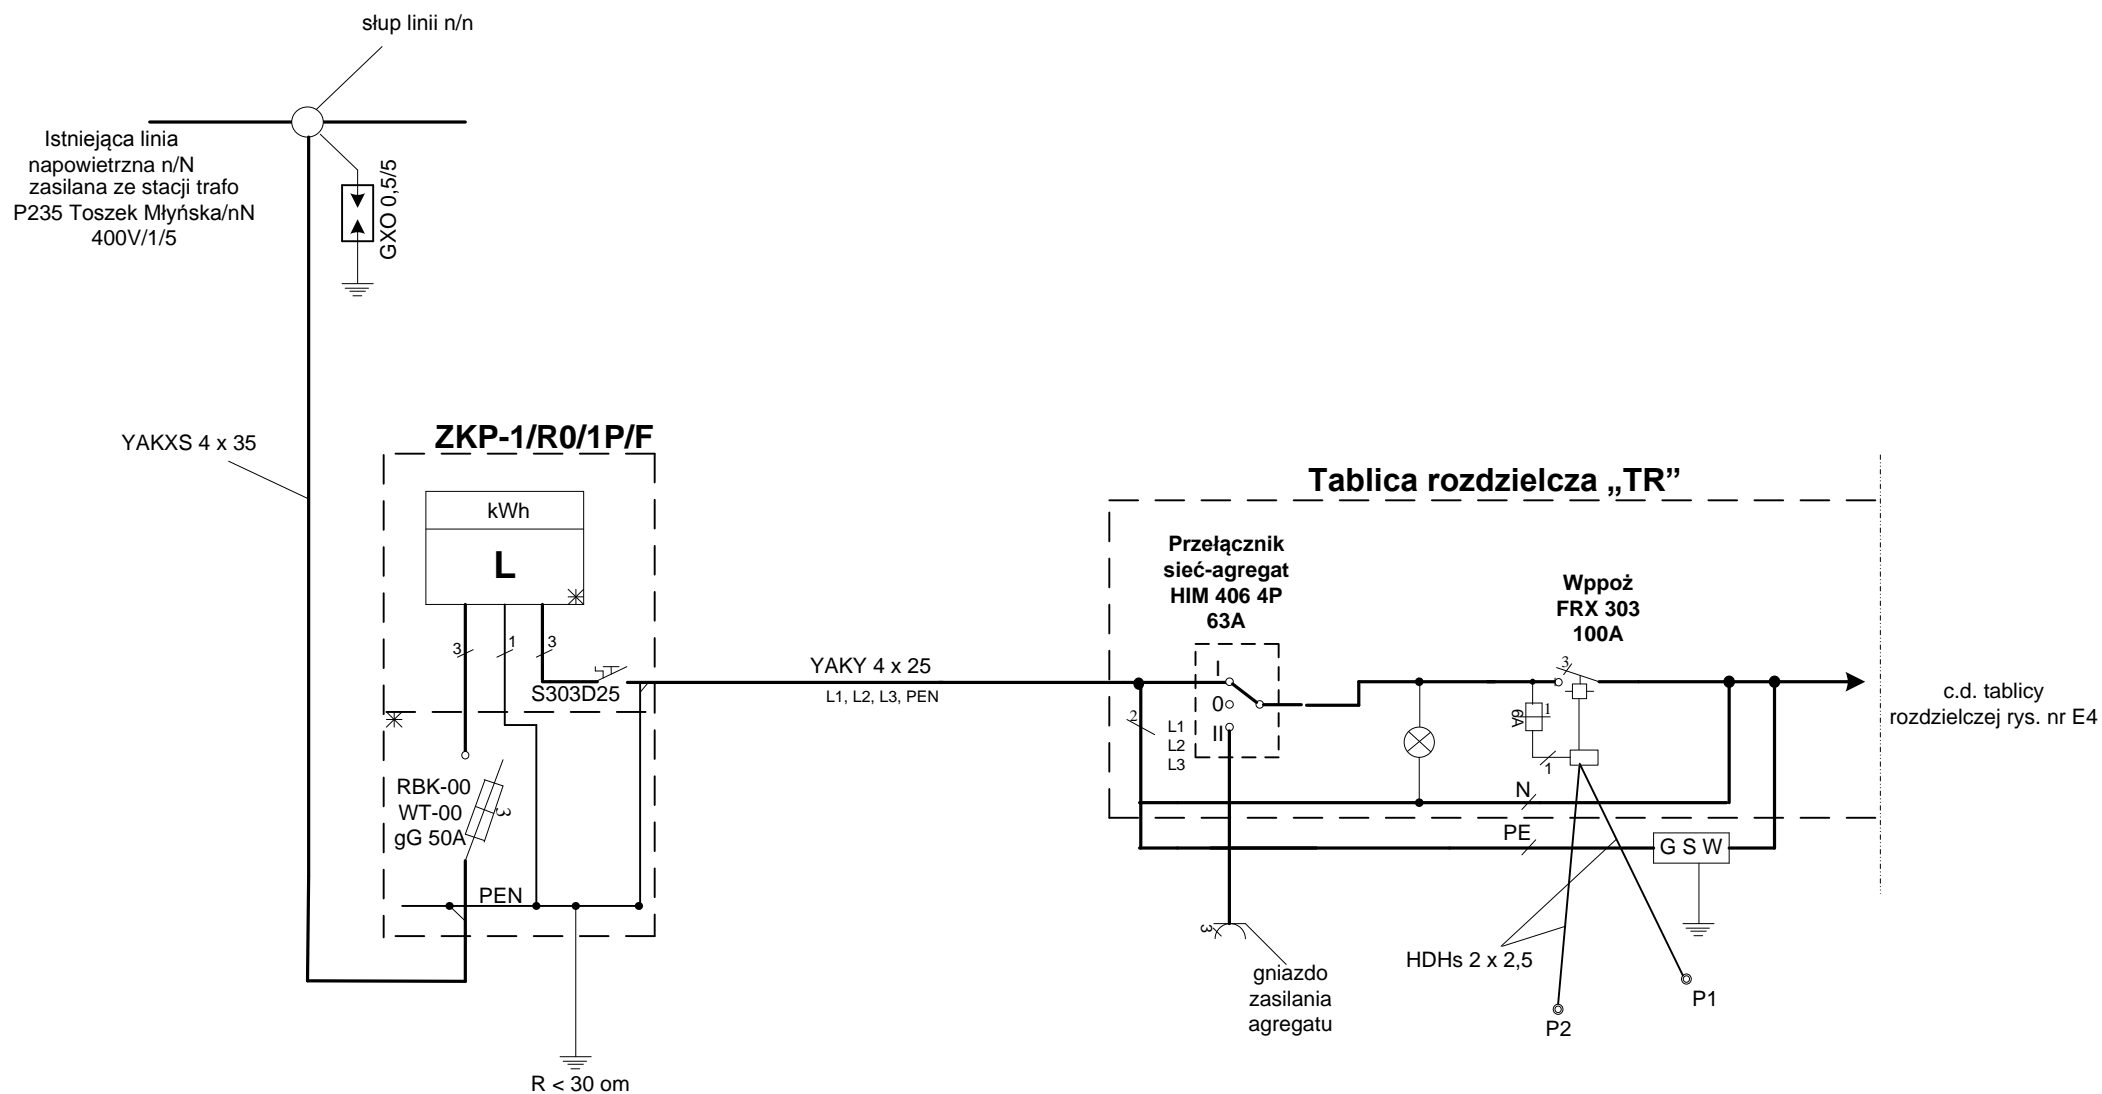 słup linii n/n
Istniejąca linia
napowietrzna n/N
zasilana ze stacji trafo
P235 Toszek Młyńska/nN
400V/1/5
GXO 0,5/5
YAKXS 4 x 35
ZKP-1/R0/1P/F
kWh
L
3
1
3
S303D25
RBK-00
WT-00
gG 50A
3
PEN
R < 30 om
YAKY 4 x 25
L1, L2, L3, PEN
Tablica rozdzielcza „TR”
Przełącznik
sieć-agregat
HIM 406 4P
63A
I
0
II
2
L1
L2
L3
Wppoż
FRX 303
100A
3
6A
1
1
N
PE
G S W
3
gniazdo
zasilania
agregatu
HDHs 2 x 2,5
P1
P2
c.d. tablicy
rozdzielczej rys. nr E4